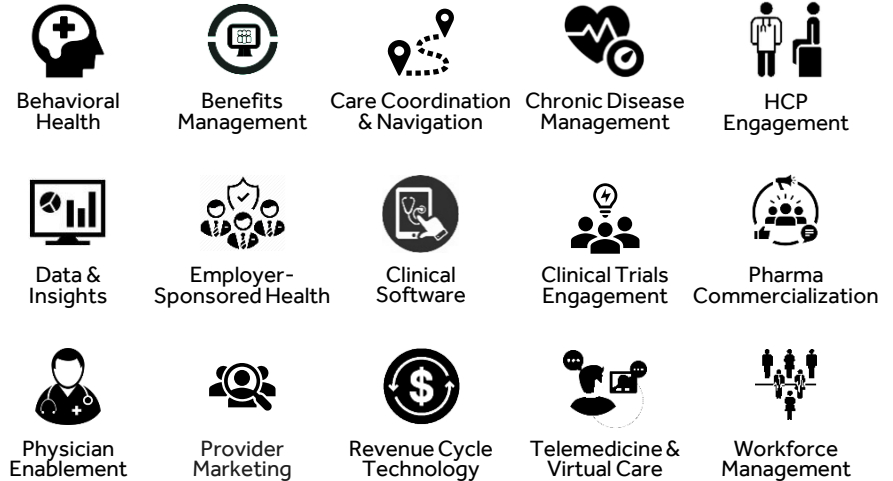 Behavioral
Health
Benefits
Management
Care Coordination
& Navigation
Chronic Disease
Management
HCP
Engagement
Data &
Insights
Employer-
Sponsored Health
Clinical
Software
Clinical Trials
Engagement
Pharma
Commercialization
Physician
Enablement
Provider
Marketing
$
Revenue Cycle
Technology
Telemedicine &
Virtual Care
Workforce
Management